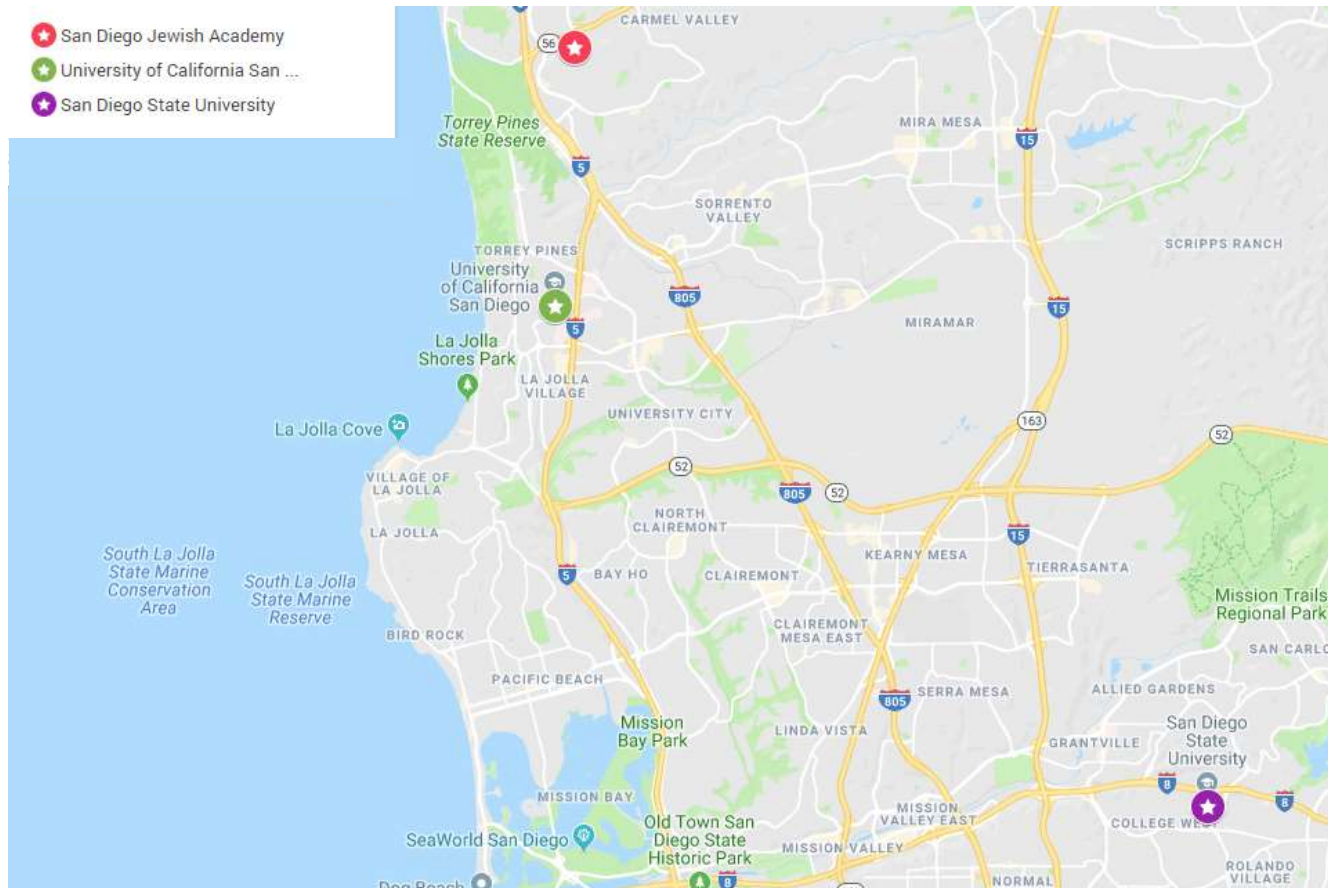 San Diego Jewish Academy
University of California San ...
San Diego State University
CARMEL VALLEY
56
5
Torrey Pines
State Reserve
MIRA MESA
15
SORRENTO
VALLEY
TORREY PINES
SCRIPPS RANCH
University
of California
San Diego
805
15
MIRAMAR
5
La Jolla
Shores Park
LA JOLLA
VILLAGE
UNIVERSITY CITY
163
La Jolla Cove
52
52
VILLAGE OF
LA JOLLA
805
52
NORTH
CLAIREMONT
LA JOLLA
15
South La Jolla
State Marine
Conservation
Area
South La Jolla
State Marine
Reserve
5
BAY HO
CLAIREMONT
KEARNY MESA
TIERRASANTA
Mission Trails
Regional Park
BIRD ROCK
CLAIREMONT
MESA EAST
SAN CARLO
PACIFIC BEACH
805
SERRA MESA
ALLIED GARDENS
Mission
Bay Park
LINDA VISTA
San Diego
State
University
GRANTVILLE
8
8
MISSION BAY
MISSION
VALLEY EAST
COLLEGE WEST
SeaWorld San Diego
Old Town San
Diego State
Historic Park
MISSION VALLEY
ROLANDO
VILLAGE
Dog Beach
8
NORMAL